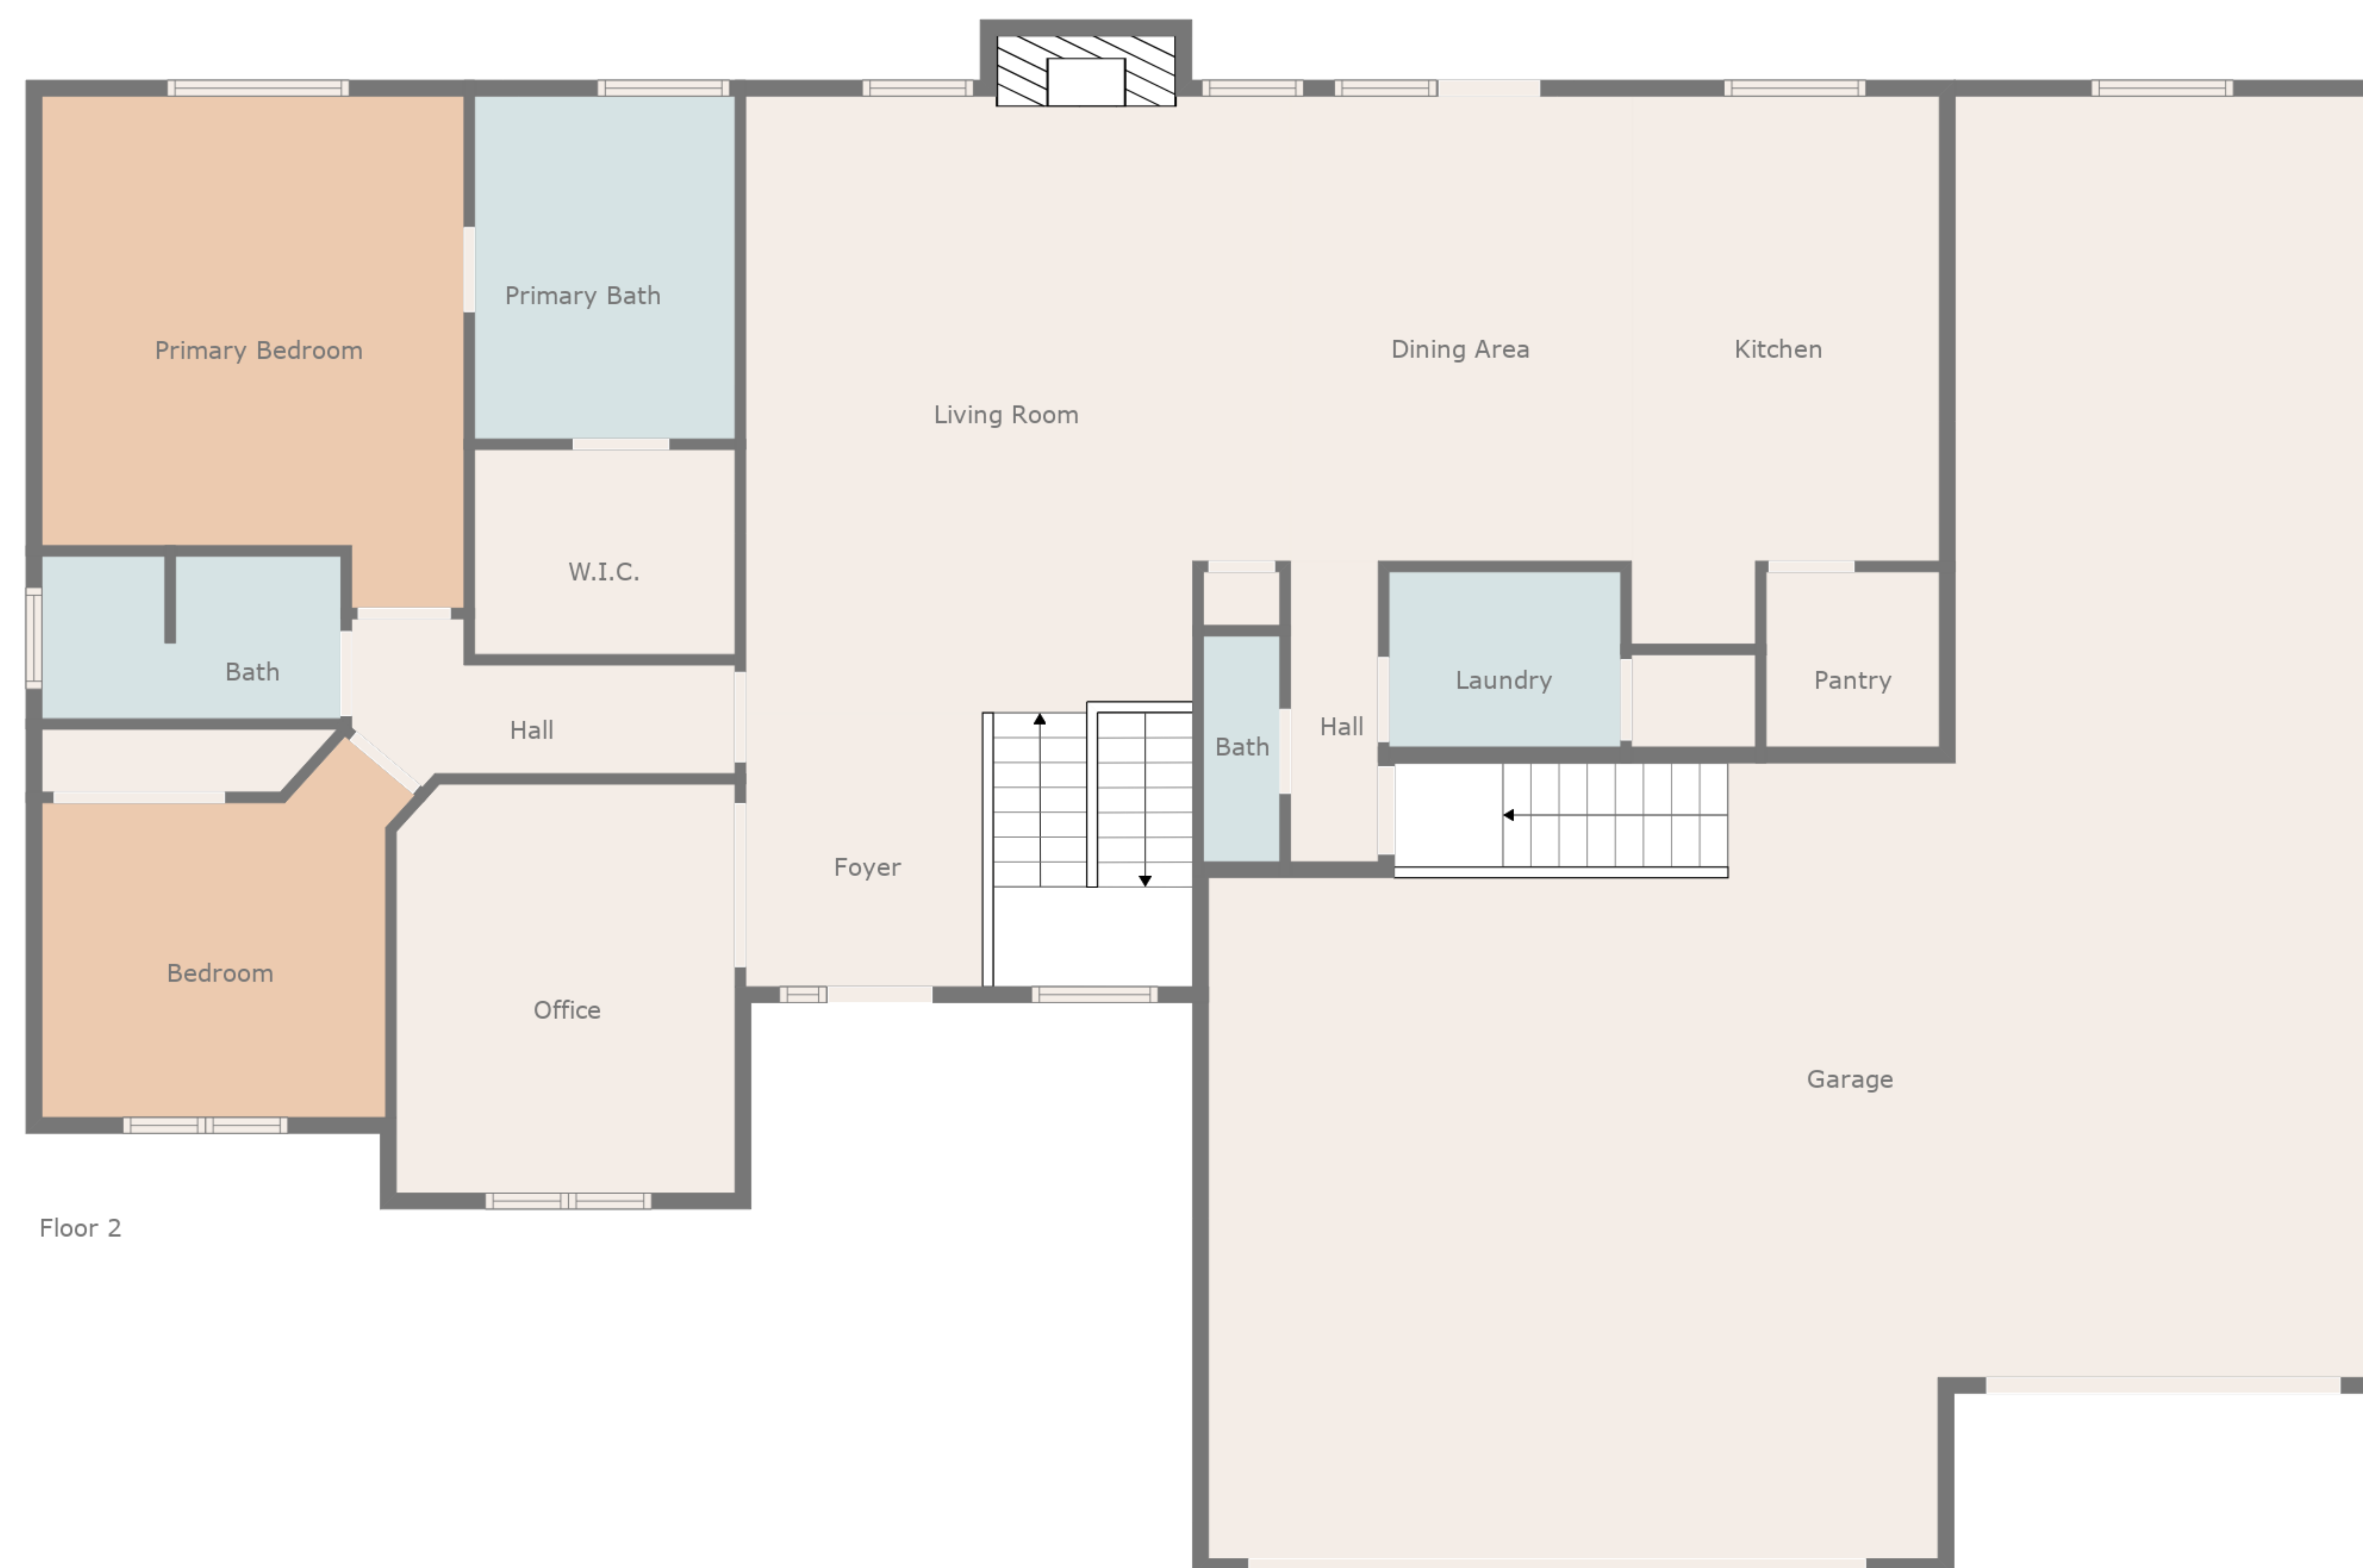 Primary Bedroom
Primary Bath
Living Room
Dining Area
Kitchen
W.I.C.
Bath
Hall
Bath
Hall
Laundry
Pantry
Foyer
Bedroom
Office
Garage
Floor 2